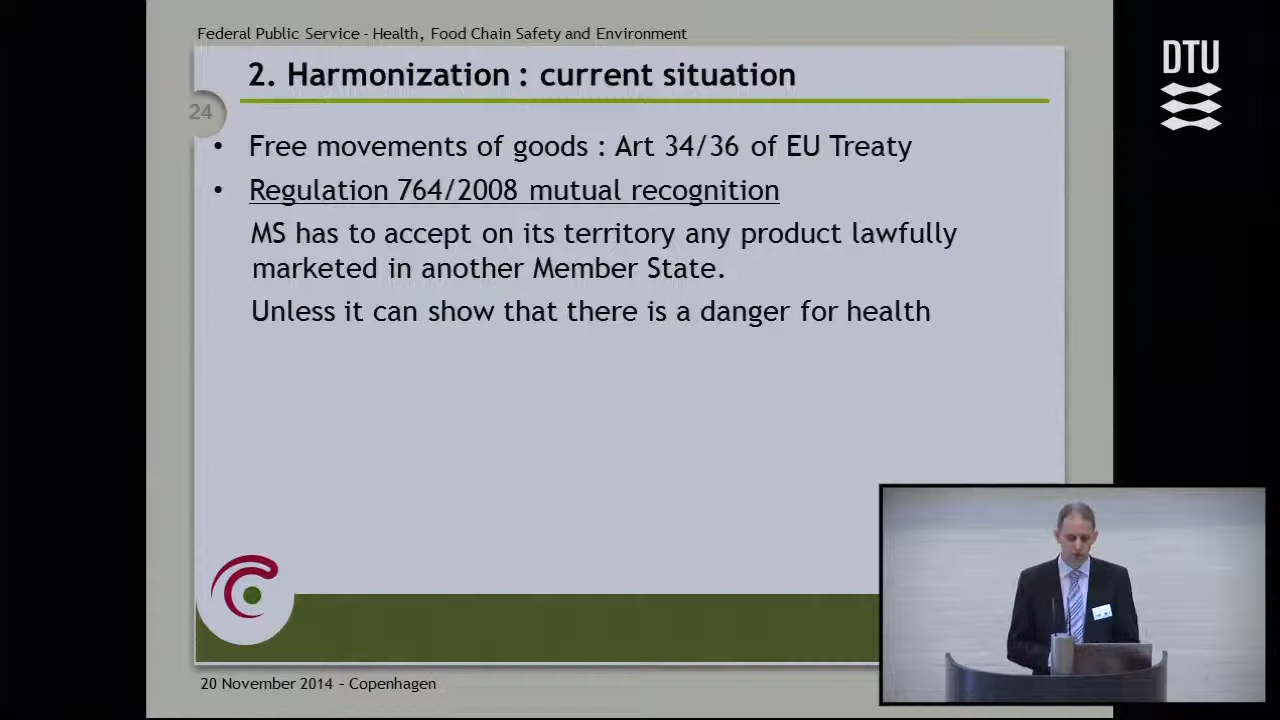 Federal Public Service - Health, Food Chain Safety and Environment
DTU
2. Harmonization : current situation
24
• Free movements of goods : Art 34/36 of EU Treaty
• Regulation 764/2008 mutual recognition
MS has to accept on its territory any product lawfully
marketed in another Member State.
Unless it can show that there is a danger for health
20 November 2014 – Copenhagen